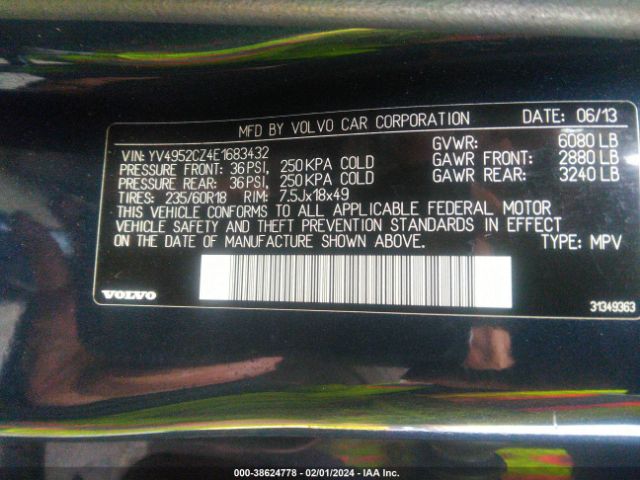 MFD BY VOLVO CAR CORPORATION DATE: 06/13
VIN: YV4952CZ4E1683432 GVWR: 6080 LB
PRESSURE FRONT: 36 PSI, 250 KPA COLD GAWR FRONT: 2880 LB
PRESSURE REAR: 36 PSI, 250 KPA COLD GAWR REAR: 3240 LB
TIRES: 235/60R18 RIM: 7.5Jx18x49
THIS VEHICLE CONFORMS TO ALL APPLICABLE FEDERAL MOTOR
VEHICLE SAFETY AND THEFT PREVENTION STANDARDS IN EFFECT
ON THE DATE OF MANUFACTURE SHOWN ABOVE. TYPE: MPV
VOLVO 31349363
000-38624778 - 02/01/2024 - IAA Inc.